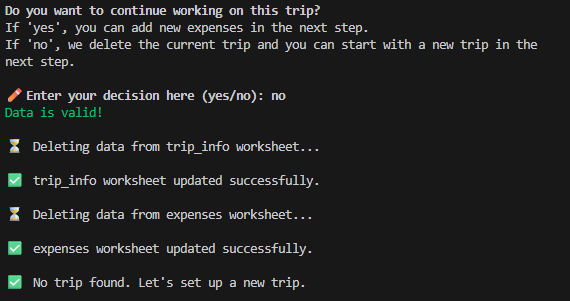 Do you want to continue working on this trip?
If 'yes', you can add new expenses in the next step.
If 'no', we delete the current trip and you can start with a new trip in the
next step.
Enter your decision here (yes/no): no
Data is valid!
Deleting data from trip_info worksheet...
trip_info worksheet updated successfully.
Deleting data from expenses worksheet...
expenses worksheet updated successfully.
No trip found. Let's set up a new trip.